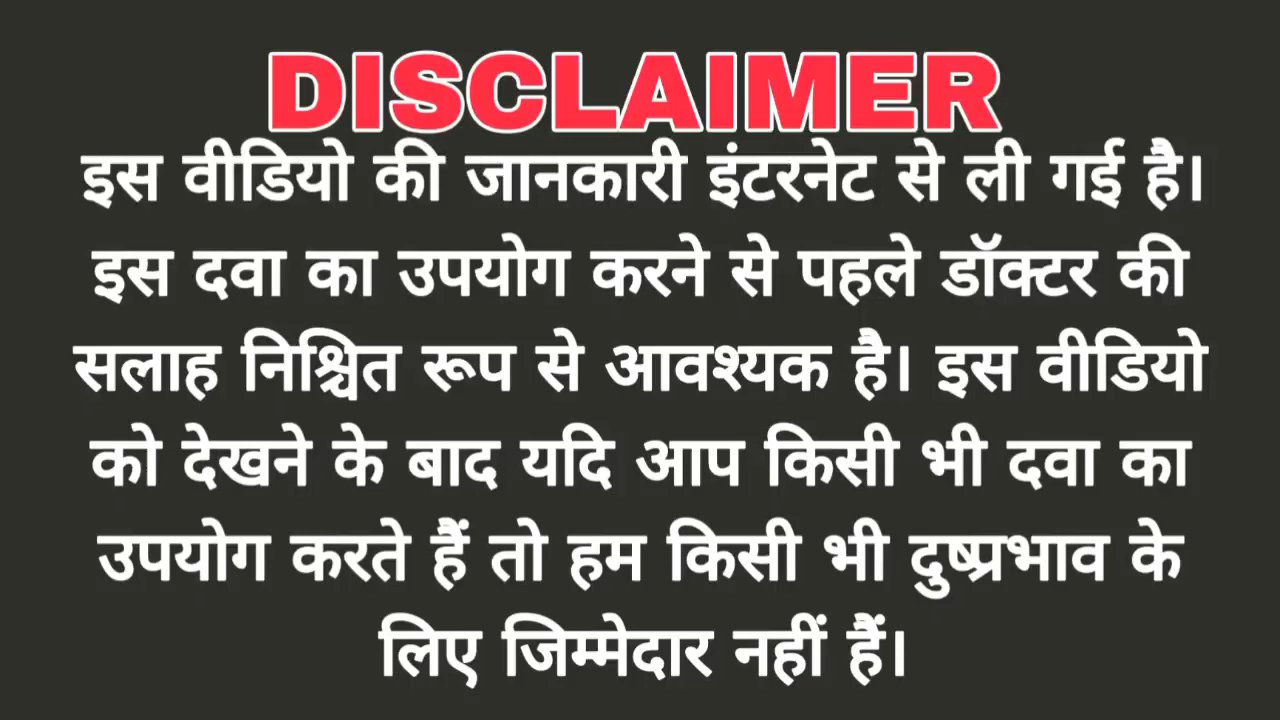 DISCLAIMER
इस वीडियो की जानकारी इंटरनेट से ली गई है।
इस दवा का उपयोग करने से पहले डॉक्टर की
सलाह निश्चित रूप से आवश्यक है। इस वीडियो
को देखने के बाद यदि आप किसी भी दवा का
उपयोग करते हैं तो हम किसी भी दुष्प्रभाव के
लिए जिम्मेदार नहीं हैं।